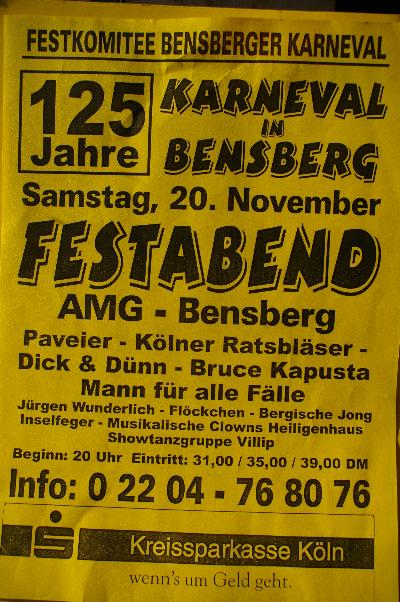 FESTKOMITEE BENSBERGER KARNEVAL
125
Jahre
KARNEVAL
IN
BENSBERG
Samstag, 20. November
FESTABEND
AMG - Bensberg
Paveier - Kölner Ratsbläser -
Dick & Dünn - Bruce Kapusta
Mann für alle Fälle
Jürgen Wunderlich - Flöckchen - Bergische Jong
Inselfeger - Musikalische Clowns Heiligenhaus
Showtanzgruppe Villip
Beginn: 20 Uhr Eintritt: 31,00 / 35,00 / 39,00 DM
Info: 0 22 04 - 76 80 76
Kreissparkasse Köln
wenn's um Geld geht.